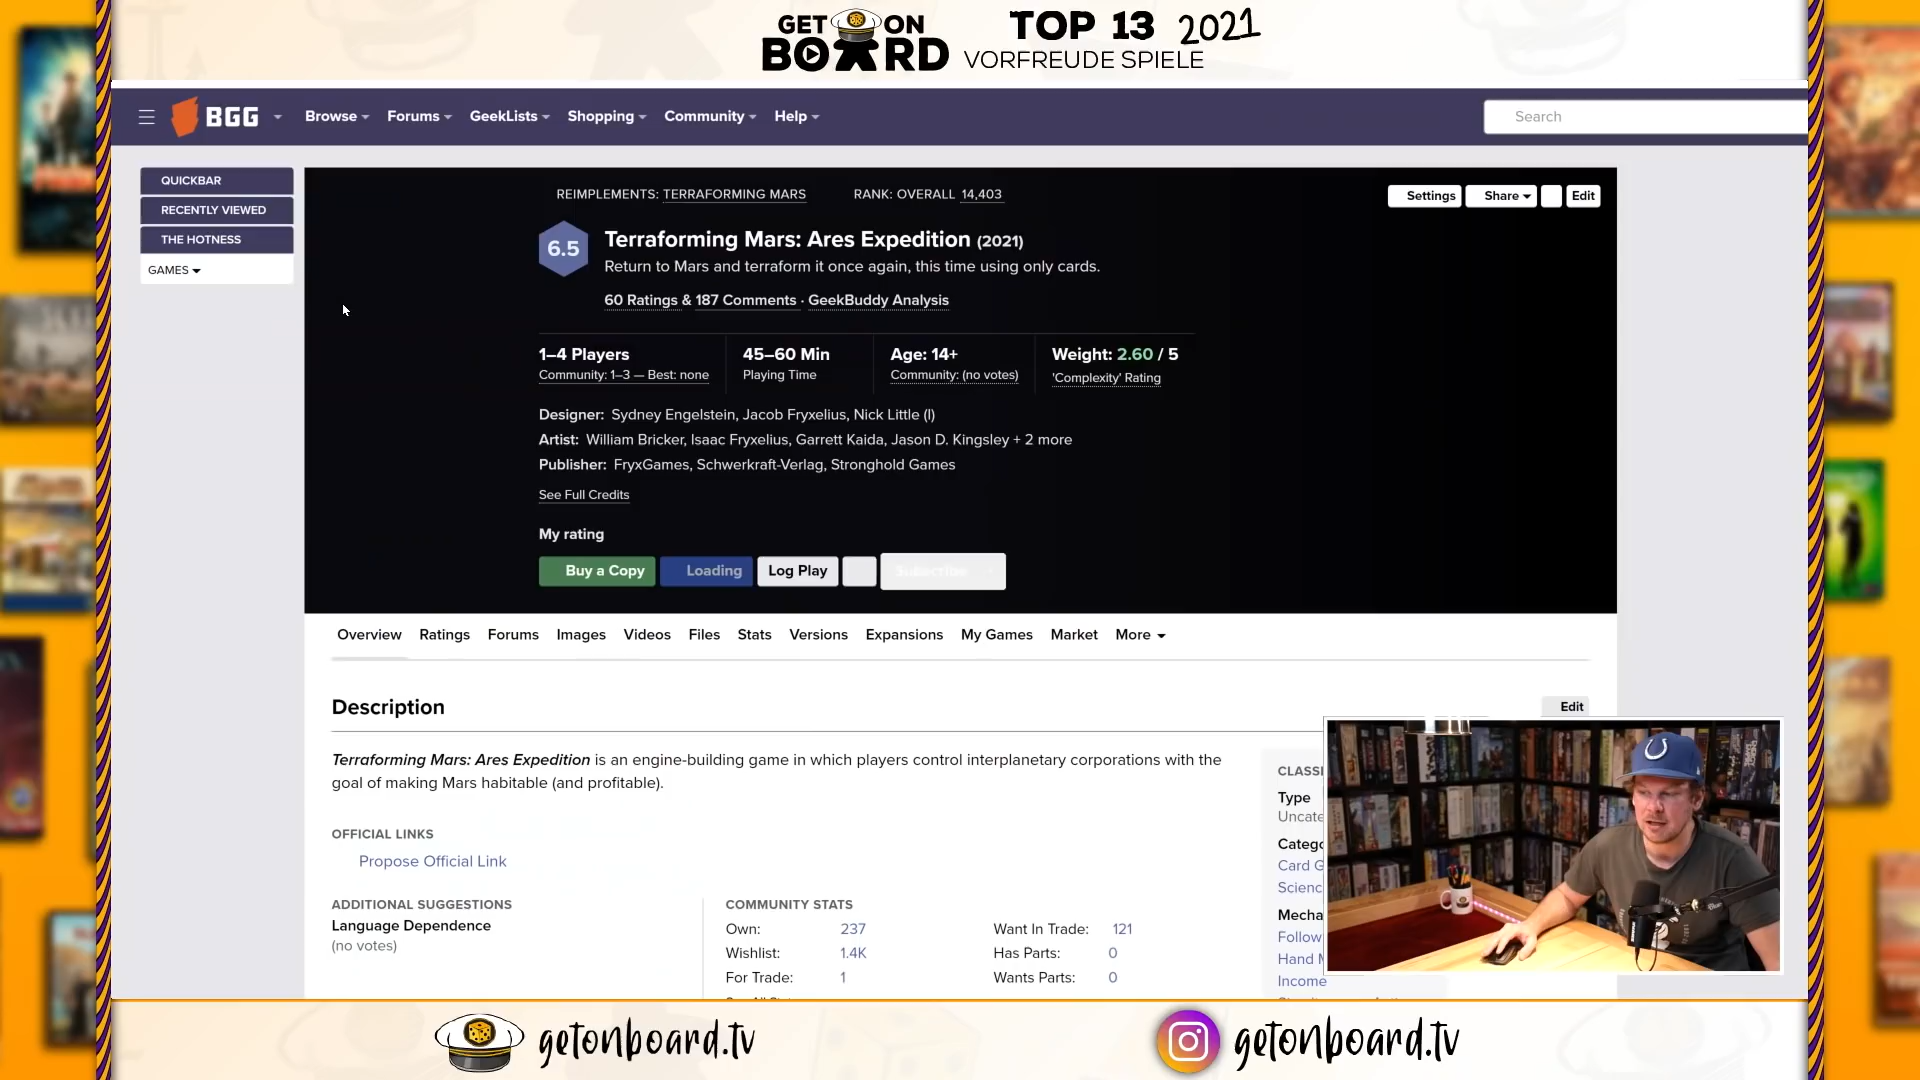 GET ON
BOARD
TOP 13 2021
VORFREUDE SPIELE
BGG Browse Forums GeekLists Shopping Community Help Search
QUICKBAR
RECENTLY VIEWED
THE HOTNESS
GAMES
REIMPLEMENTS: TERRAFORMING MARS RANK: OVERALL 14,403
Settings Share Edit
6.5 Terraforming Mars: Ares Expedition (2021)
Return to Mars and terraform it once again, this time using only cards.
60 Ratings & 187 Comments · GeekBuddy Analysis
1–4 Players 45–60 Min Age: 14+ Weight: 2.60 / 5
Community: 1–3 — Best: none Playing Time Community: (no votes) 'Complexity' Rating
Designer: Sydney Engelstein, Jacob Fryxelius, Nick Little (I)
Artist: William Bricker, Isaac Fryxelius, Garrett Kaida, Jason D. Kingsley + 2 more
Publisher: FryxGames, Schwerkraft-Verlag, Stronghold Games
See Full Credits
My rating
Buy a Copy Loading Log Play Subscribe
Overview Ratings Forums Images Videos Files Stats Versions Expansions My Games Market More
Description Edit
Terraforming Mars: Ares Expedition is an engine-building game in which players control interplanetary corporations with the
goal of making Mars habitable (and profitable).
OFFICIAL LINKS
Propose Official Link
ADDITIONAL SUGGESTIONS
Language Dependence
(no votes)
COMMUNITY STATS
Own: 237 Want In Trade: 121
Wishlist: 1.4K Has Parts: 0
For Trade: 1 Wants Parts: 0
CLASSI
Type
Uncate
Catego
Card G
Scienc
Mecha
Follow
Hand M
Income
getonboard.tv getonboard.tv